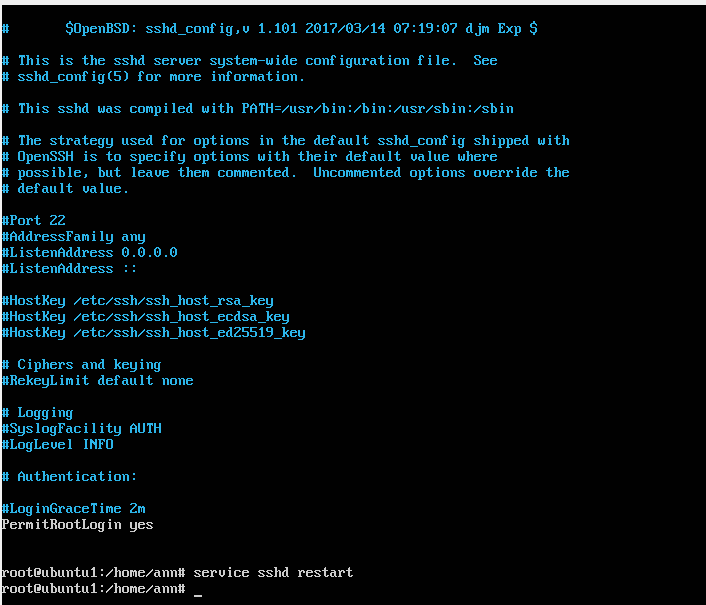 #       $OpenBSD: sshd_config,v 1.101 2017/03/14 07:19:07 djm Exp $
# This is the sshd server system-wide configuration file.  See
# sshd_config(5) for more information.
# This sshd was compiled with PATH=/usr/bin:/bin:/usr/sbin:/sbin
# The strategy used for options in the default sshd_config shipped with
# OpenSSH is to specify options with their default value where
# possible, but leave them commented.  Uncommented options override the
# default value.
#Port 22
#AddressFamily any
#ListenAddress 0.0.0.0
#ListenAddress ::
#HostKey /etc/ssh/ssh_host_rsa_key
#HostKey /etc/ssh/ssh_host_ecdsa_key
#HostKey /etc/ssh/ssh_host_ed25519_key
# Ciphers and keying
#RekeyLimit default none
# Logging
#SyslogFacility AUTH
#LogLevel INFO
# Authentication:
#LoginGraceTime 2m
PermitRootLogin yes
root@ubuntu1:/home/ann# service sshd restart
root@ubuntu1:/home/ann# _